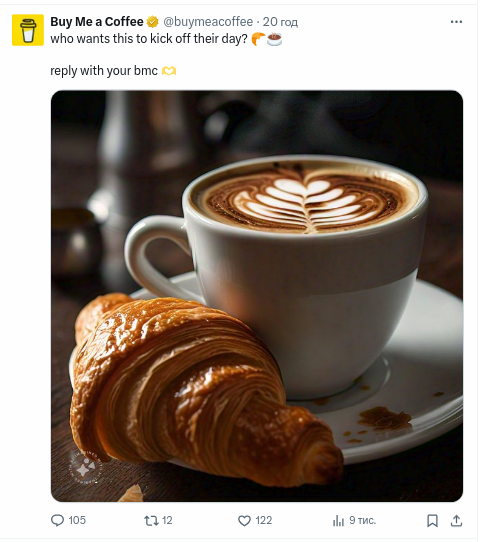 Buy Me a Coffee @buymeacoffee · 20 год
who wants this to kick off their day? 🥐☕
reply with your bmc 🫶
105 12 122 9 тис.